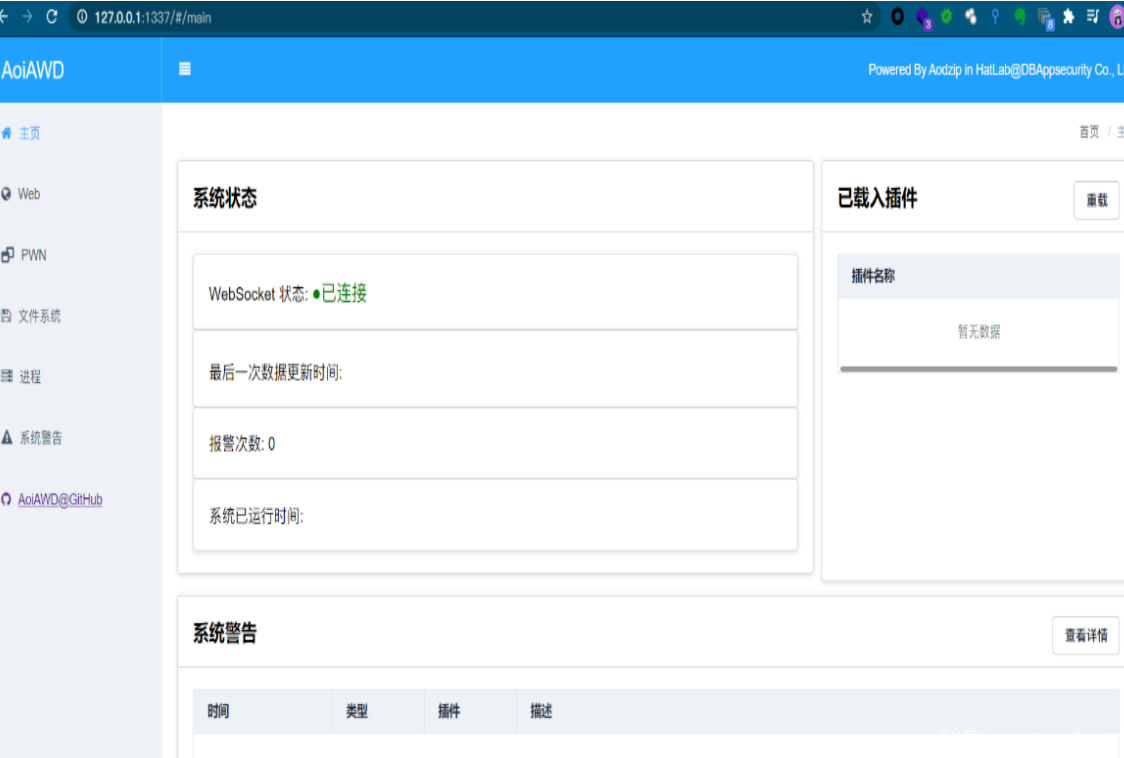 127.0.0.1:1337/#/main
3
8
AoiAWD
Powered By Aodzip in HatLab@DBAppsecurity Co., L
主页
首页 / 主
Web
PWN
文件系统
进程
系统警告
AoiAWD@GitHub
系统状态
WebSocket 状态: ●已连接
最后一次数据更新时间:
报警次数: 0
系统已运行时间:
已载入插件
重载
插件名称
暂无数据
系统警告
查看详情
时间 类型 插件 描述